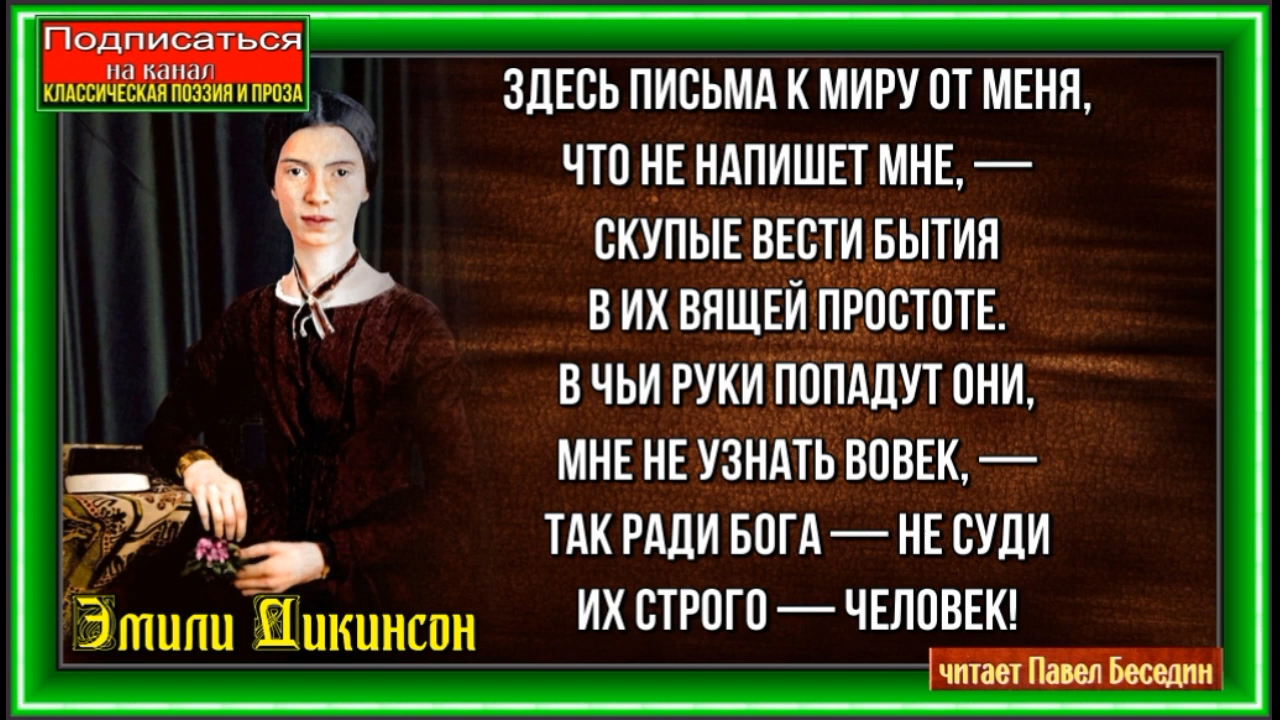 Подписаться
на канал
КЛАССИЧЕСКАЯ ПОЭЗИЯ И ПРОЗА
ЗДЕСЬ ПИСЬМА К МИРУ ОТ МЕНЯ,
ЧТО НЕ НАПИШЕТ МНЕ, —
СКУПЫЕ ВЕСТИ БЫТИЯ
В ИХ ВЯЩЕЙ ПРОСТОТЕ.
В ЧЬИ РУКИ ПОПАДУТ ОНИ,
МНЕ НЕ УЗНАТЬ ВОВЕК, —
ТАК РАДИ БОГА — НЕ СУДИ
ИХ СТРОГО — ЧЕЛОВЕК!
Эмили Дикинсон
читает Павел Беседин